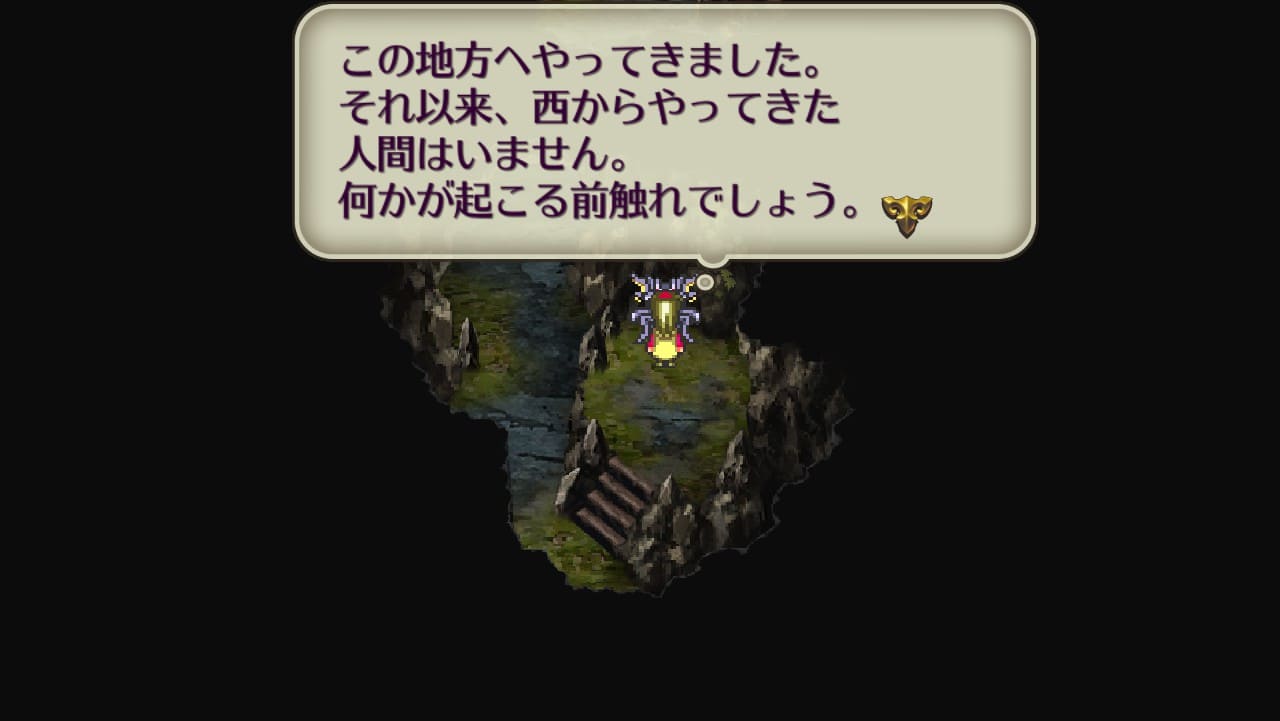 この地方へやってきました。
それ以来、西からやってきた
人間はいません。
何かが起こる前触れでしょう。